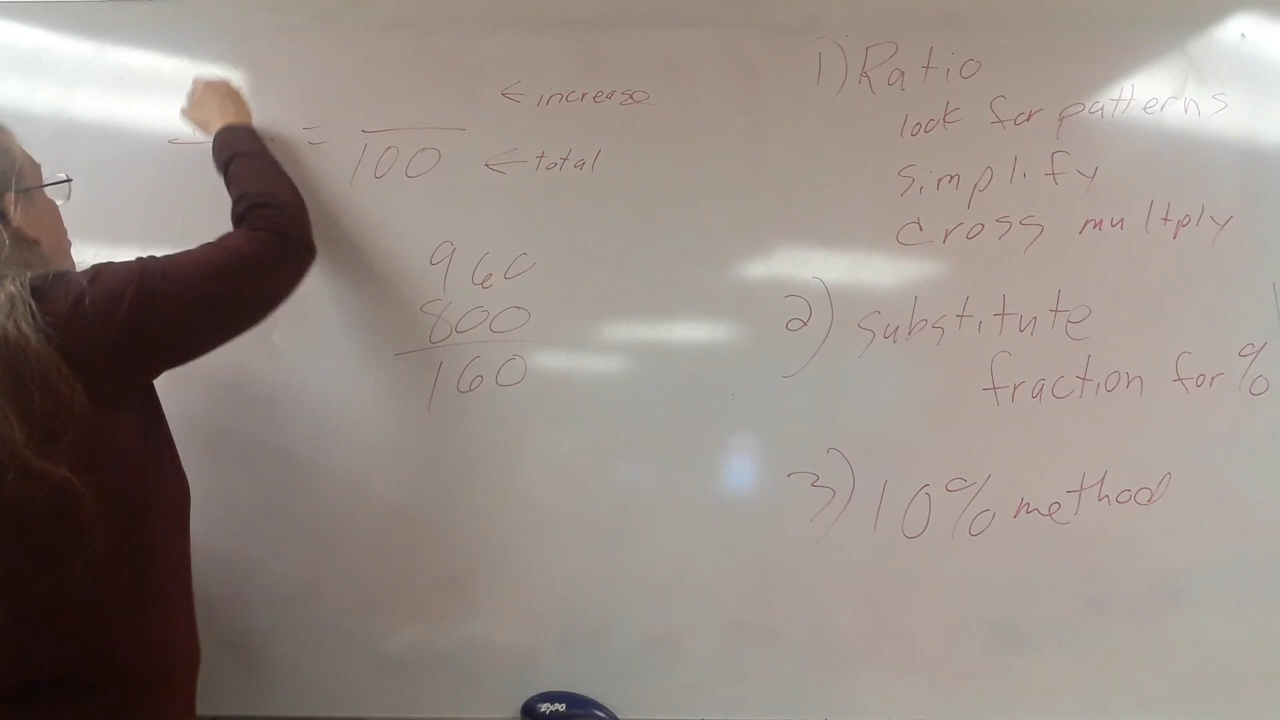 ← increase
=
100 ← total
960
800
160
1) Ratio
look for patterns
simplify
cross multply
2) substitute
fraction for %
3) 10% method
EXPO